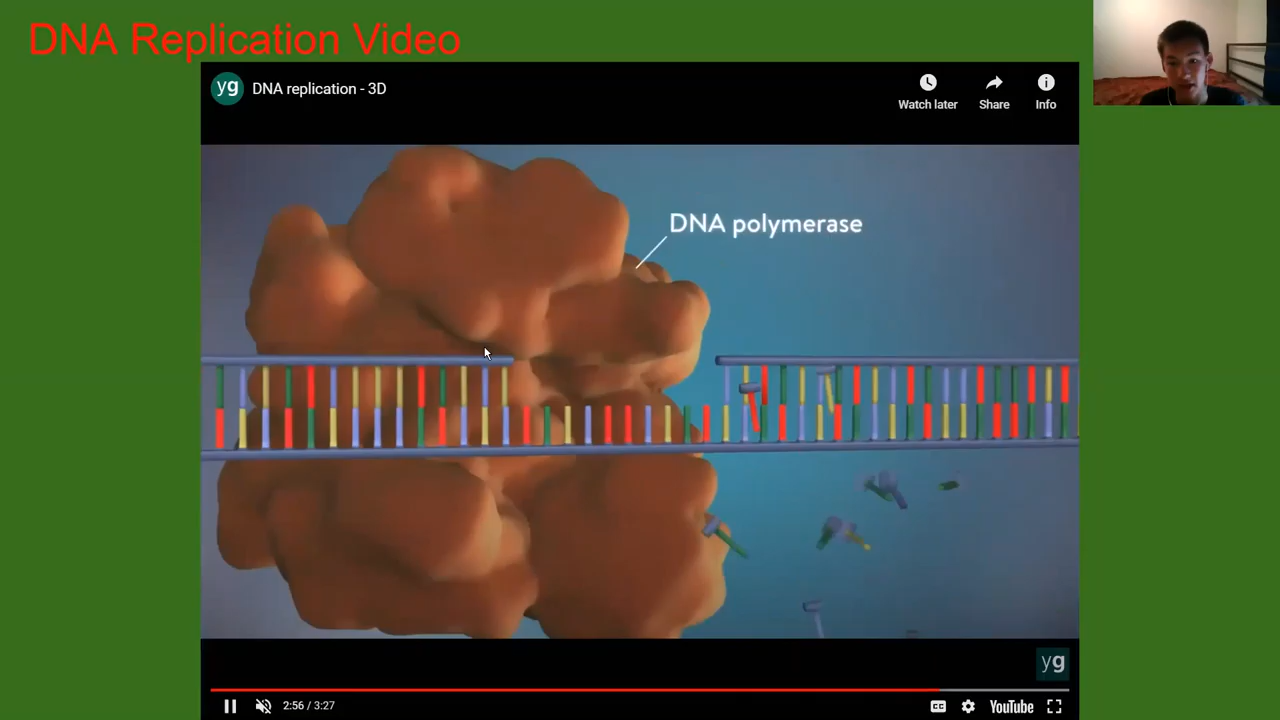 DNA Replication Video
yg
DNA replication - 3D
Watch later
Share
Info
DNA polymerase
yg
2:56 / 3:27
CC
YouTube